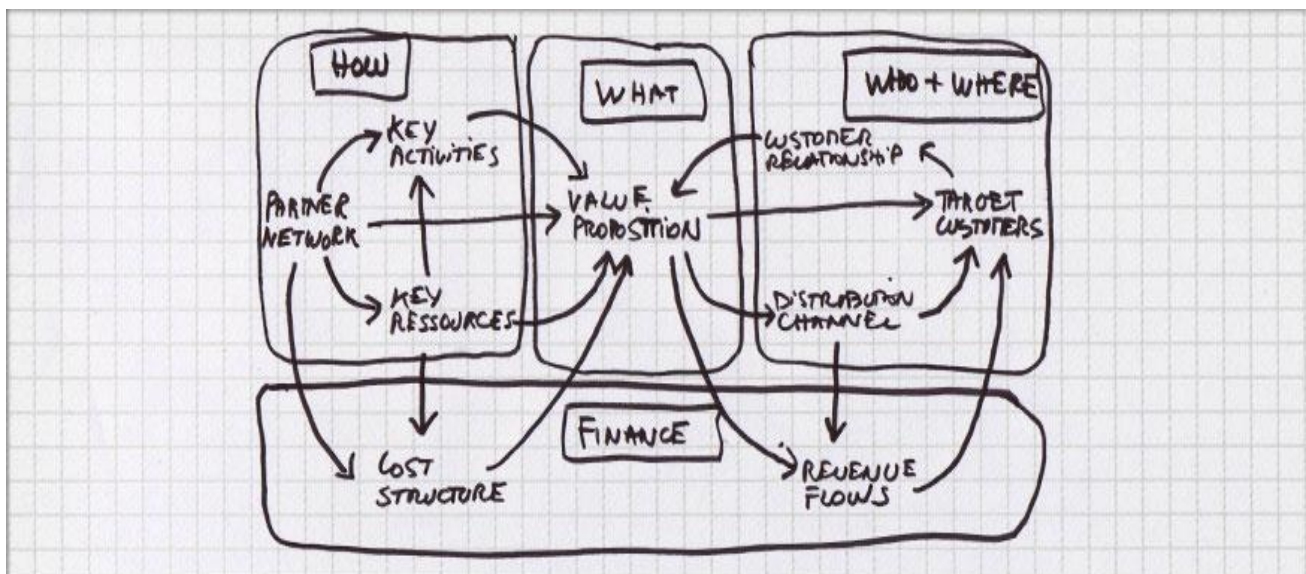 HOW
KEY
ACTIVITIES
PARTNER
NETWORK
KEY
RESSOURCES
WHAT
VALUE
PROPOSITION
WHO + WHERE
CUSTOMER
RELATIONSHIP
TARGET
CUSTOMERS
DISTRIBUTION
CHANNEL
FINANCE
COST
STRUCTURE
REVENUE
FLOWS